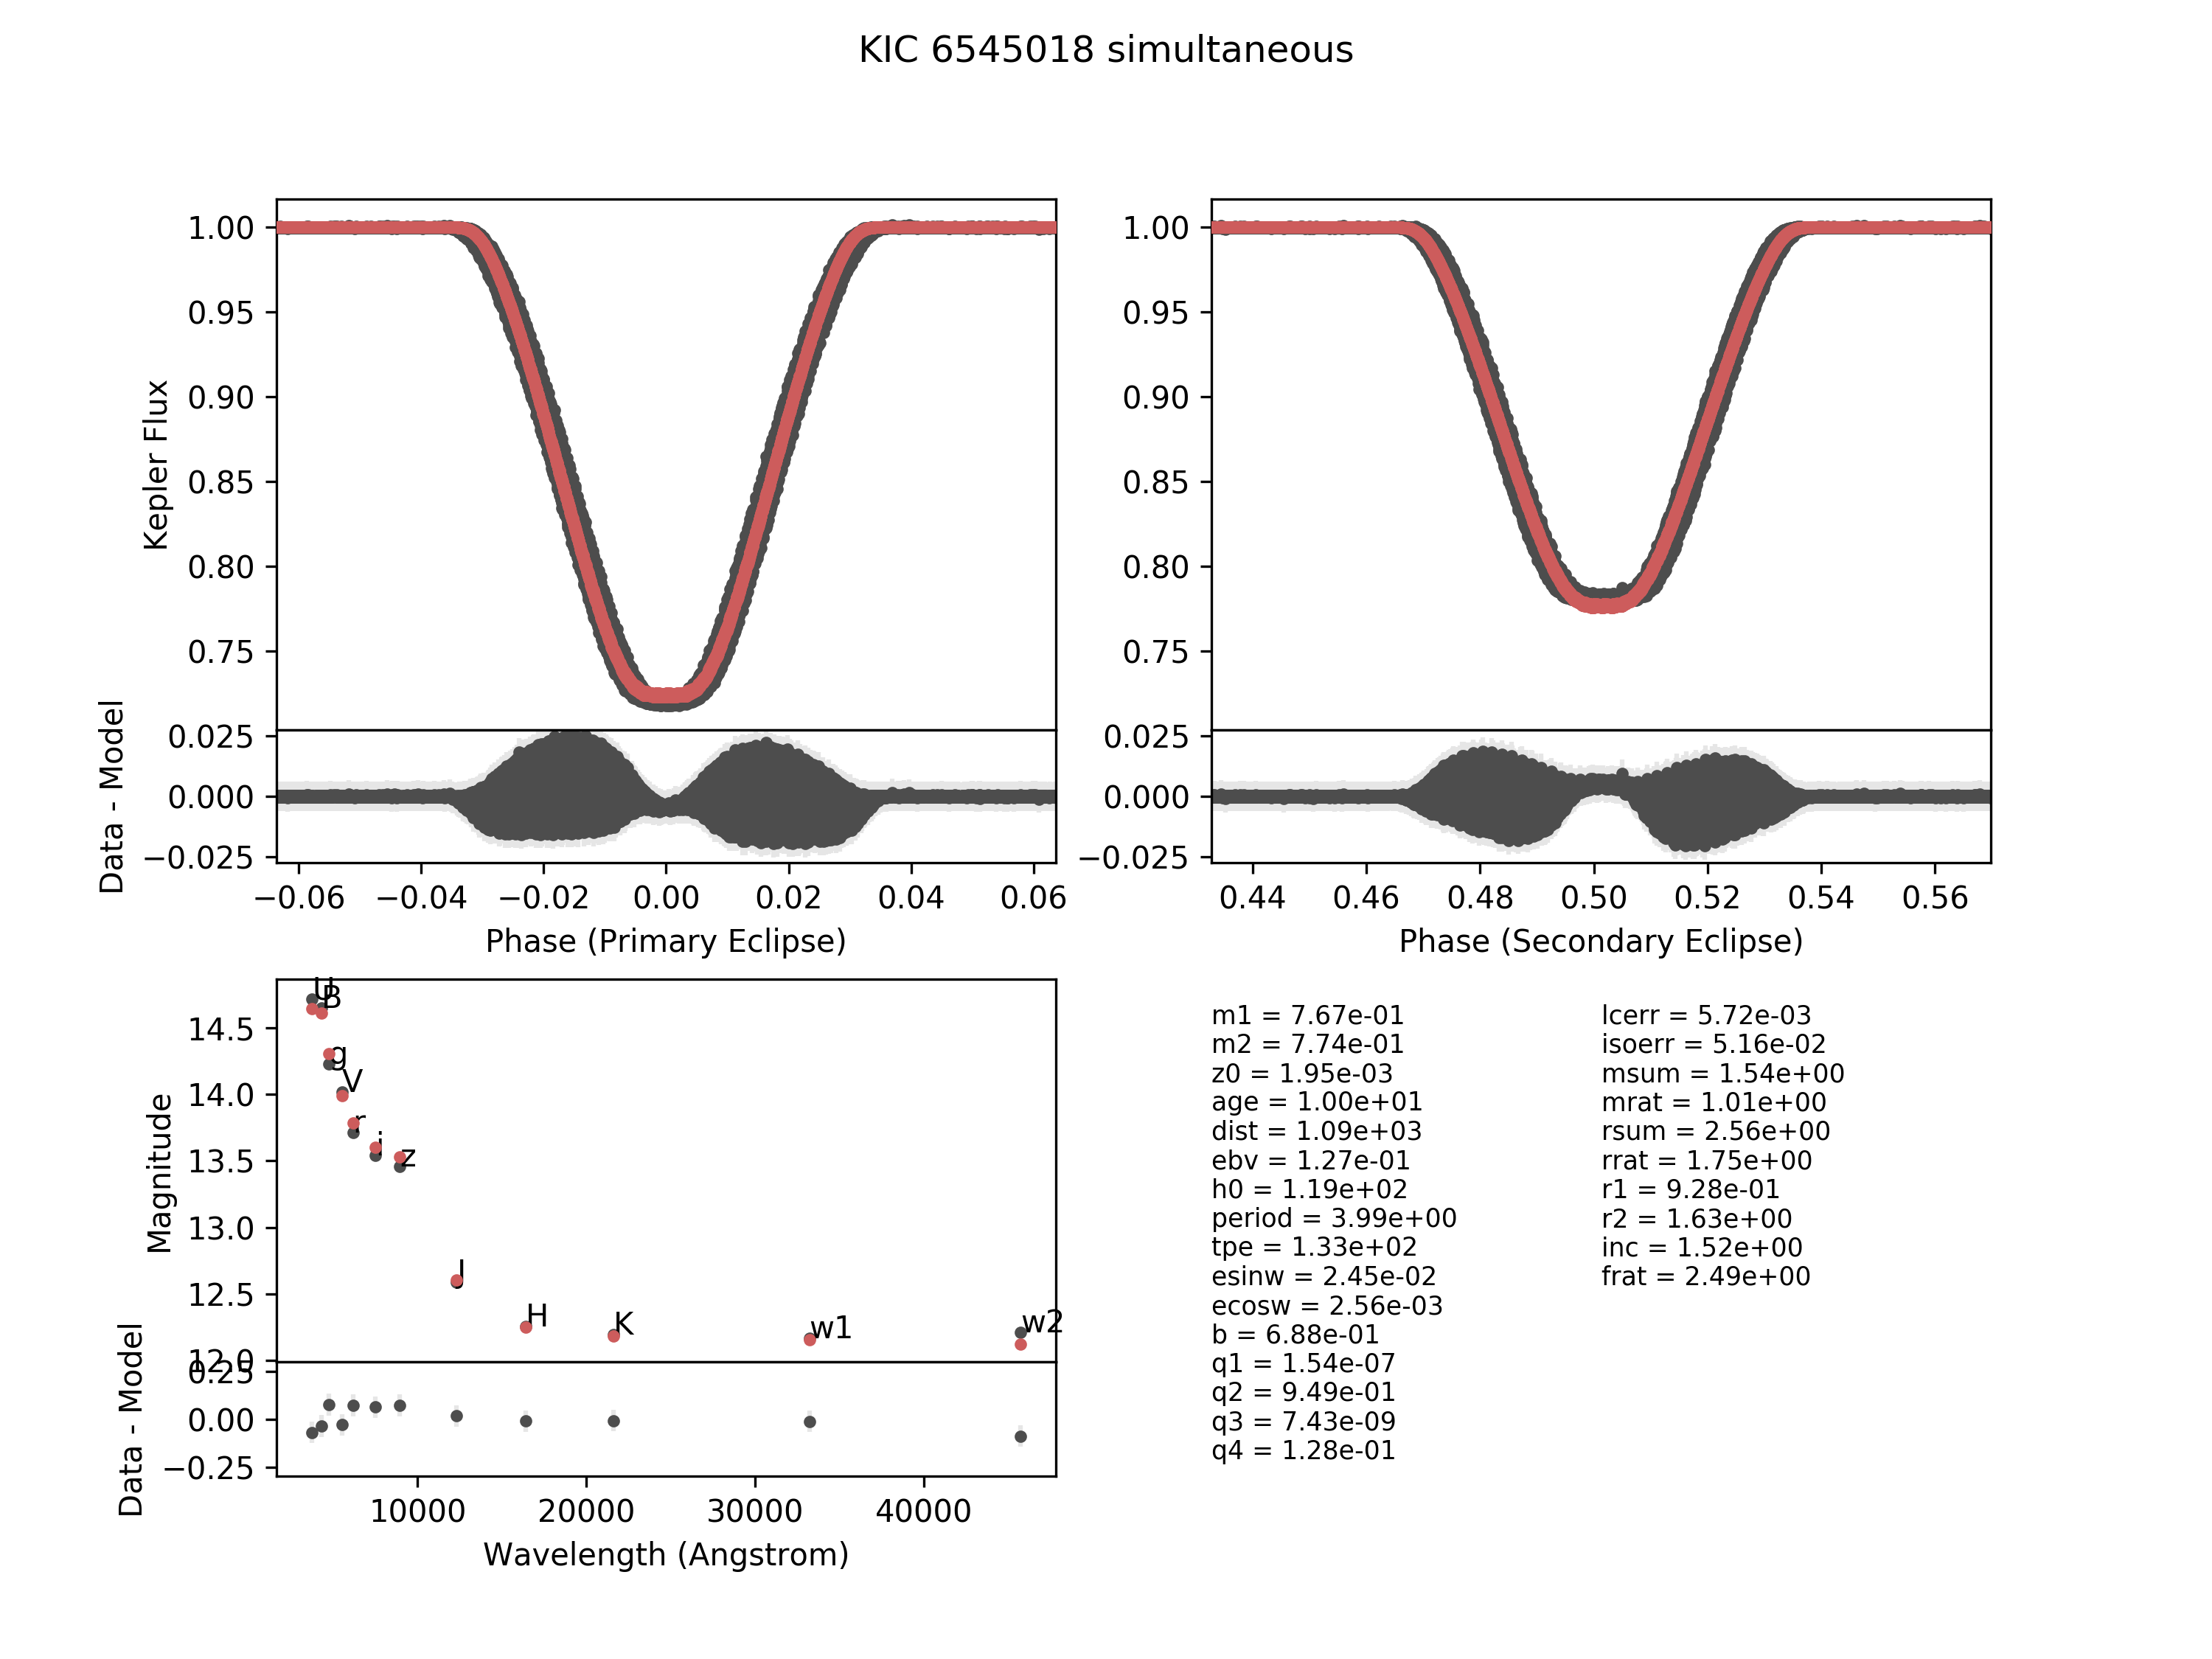 KIC 6545018 simultaneous
1.00
0.95
0.90
0.85
0.80
0.75
Kepler Flux
0.025
0.000
−0.025
Data - Model
−0.06 −0.04 −0.02 0.00 0.02 0.04 0.06
Phase (Primary Eclipse)
1.00
0.95
0.90
0.85
0.80
0.75
0.025
0.000
−0.025
0.44 0.46 0.48 0.50 0.52 0.54 0.56
Phase (Secondary Eclipse)
14.5
14.0
13.5
13.0
12.5
12.0
Magnitude
U
B
g
V
r
i
z
J
H
K
w1
w2
0.25
0.00
−0.25
Data - Model
10000 20000 30000 40000
Wavelength (Angstrom)
m1 = 7.67e-01
m2 = 7.74e-01
z0 = 1.95e-03
age = 1.00e+01
dist = 1.09e+03
ebv = 1.27e-01
h0 = 1.19e+02
period = 3.99e+00
tpe = 1.33e+02
esinw = 2.45e-02
ecosw = 2.56e-03
b = 6.88e-01
q1 = 1.54e-07
q2 = 9.49e-01
q3 = 7.43e-09
q4 = 1.28e-01
lcerr = 5.72e-03
isoerr = 5.16e-02
msum = 1.54e+00
mrat = 1.01e+00
rsum = 2.56e+00
rrat = 1.75e+00
r1 = 9.28e-01
r2 = 1.63e+00
inc = 1.52e+00
frat = 2.49e+00